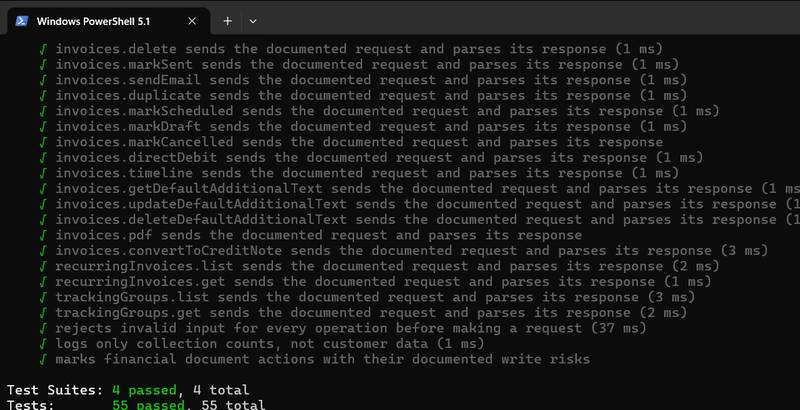 Windows PowerShell 5.1
√ invoices.delete sends the documented request and parses its response (1 ms)
√ invoices.markSent sends the documented request and parses its response (1 ms)
√ invoices.sendEmail sends the documented request and parses its response (1 ms)
√ invoices.duplicate sends the documented request and parses its response (1 ms)
√ invoices.markScheduled sends the documented request and parses its response (1 ms)
√ invoices.markDraft sends the documented request and parses its response (1 ms)
√ invoices.markCancelled sends the documented request and parses its response
√ invoices.directDebit sends the documented request and parses its response (1 ms)
√ invoices.timeline sends the documented request and parses its response (1 ms)
√ invoices.getDefaultAdditionalText sends the documented request and parses its response (1 ms
√ invoices.updateDefaultAdditionalText sends the documented request and parses its response (1
√ invoices.deleteDefaultAdditionalText sends the documented request and parses its response (1
√ invoices.pdf sends the documented request and parses its response
√ invoices.convertToCreditNote sends the documented request and parses its response (3 ms)
√ recurringInvoices.list sends the documented request and parses its response (2 ms)
√ recurringInvoices.get sends the documented request and parses its response (1 ms)
√ trackingGroups.list sends the documented request and parses its response (3 ms)
√ trackingGroups.get sends the documented request and parses its response (2 ms)
√ rejects invalid input for every operation before making a request (37 ms)
√ logs only collection counts, not customer data (1 ms)
√ marks financial document actions with their documented write risks
Test Suites: 4 passed, 4 total
Tests: 55 passed, 55 total